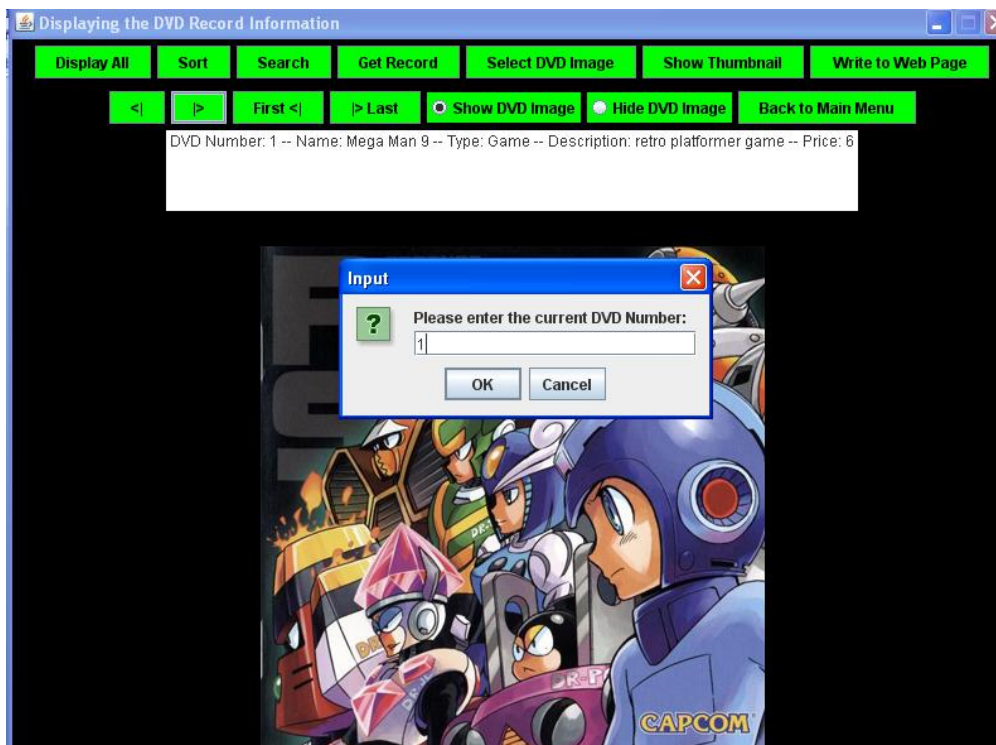 Displaying the DVD Record Information
Display All Sort Search Get Record Select DVD Image Show Thumbnail Write to Web Page
<| |> First <| |> Last Show DVD Image Hide DVD Image Back to Main Menu
DVD Number: 1 -- Name: Mega Man 9 -- Type: Game -- Description: retro platformer game -- Price: 6
Input
?
Please enter the current DVD Number:
1
OK Cancel
CAPCOM